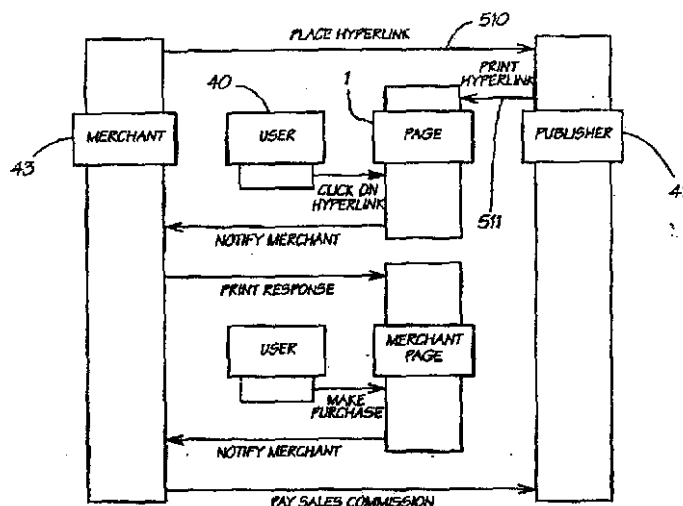 PLACE HYPERLINK
510
PRINT
HYPERLINK
40
1
MERCHANT
USER
PAGE
PUBLISHER
43
CLICK ON
HYPERLINK
511
NOTIFY MERCHANT
PRINT RESPONSE
USER
MERCHANT
PAGE
MAKE
PURCHASE
NOTIFY MERCHANT
PAY SALES COMMISSION